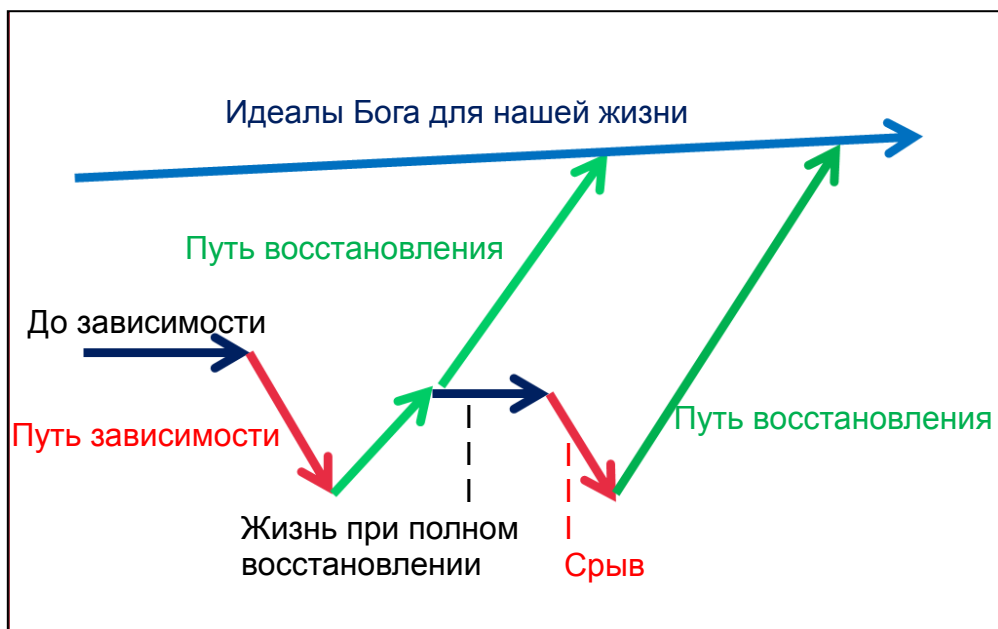 Идеалы Бога для нашей жизни
Путь восстановления
До зависимости
Путь зависимости
Путь восстановления
Жизнь при полном
восстановлении
Срыв